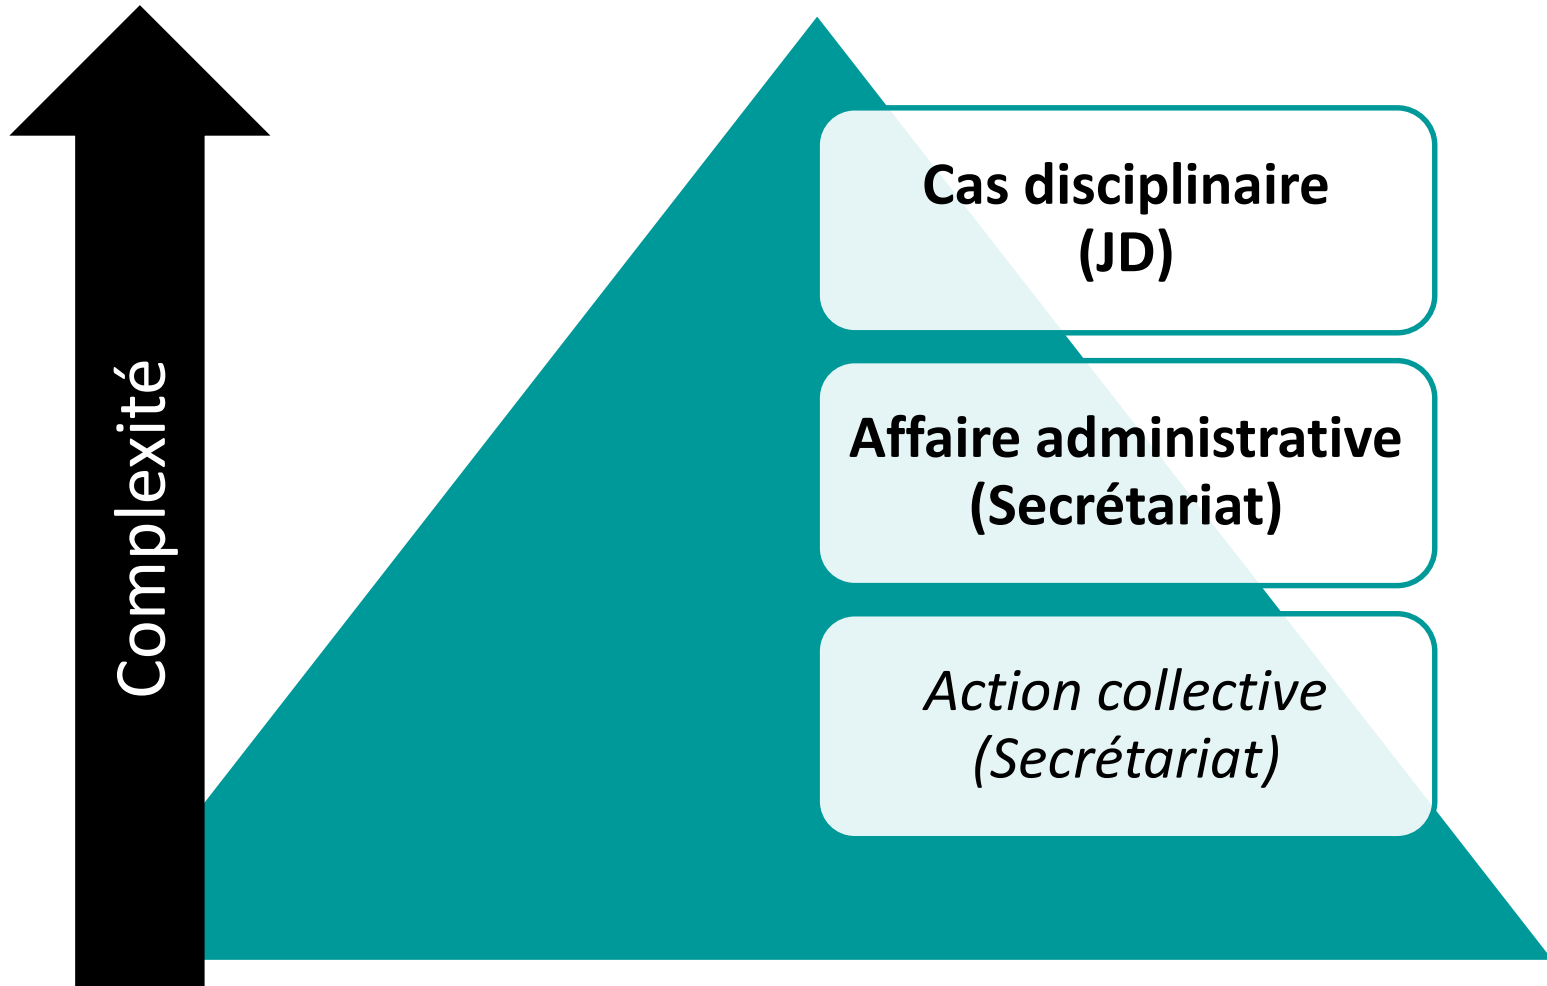 Complexité
Cas disciplinaire
(JD)
Affaire administrative
(Secrétariat)
Action collective
(Secrétariat)